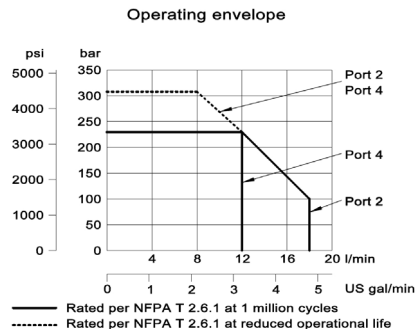 Operating envelope
psi bar
5000 350 Port 2
4000 300 Port 4
250
3000 200
150 Port 4
2000 100 Port 2
1000 50
0 0
4 8 12 16 20 l/min
0 1 2 3 4 5 US gal/min
Rated per NFPA T 2.6.1 at 1 million cycles
Rated per NFPA T 2.6.1 at reduced operational life